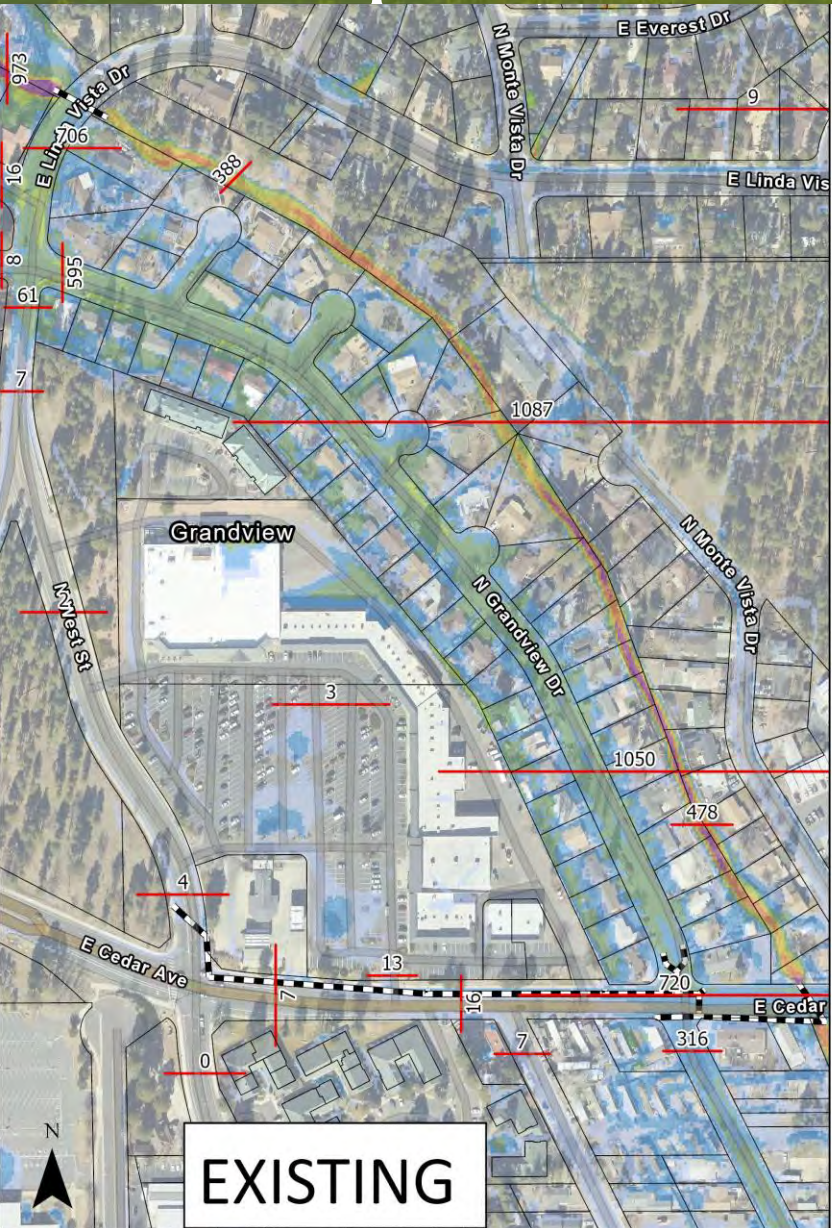 E Everest Dr
N Monte Vista Dr
973
E Linda Vista Dr
9
706
388
16
E Linda Vis
8
595
61
7
1087
Grandview
N Monte Vista Dr
N West St
N Grandview Dr
3
1050
478
4
E Cedar Ave
13
7
16
720
E Cedar
7
316
0
N
EXISTING